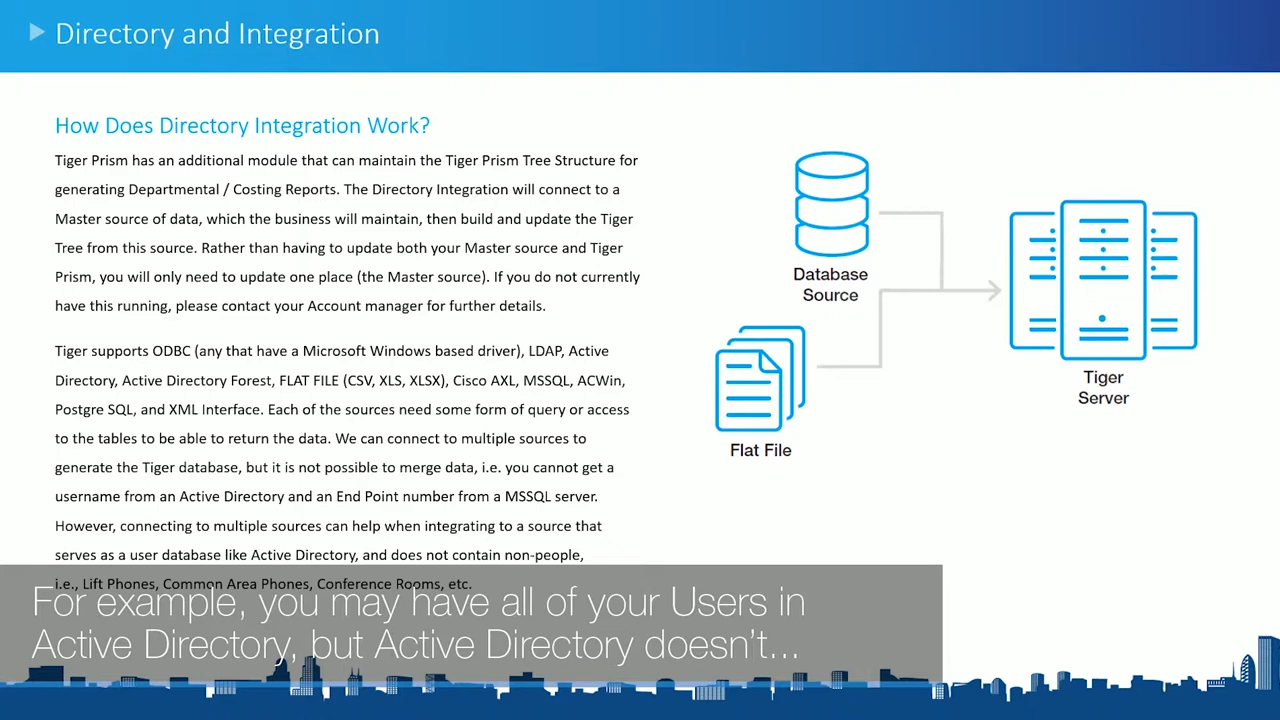 Directory and Integration
How Does Directory Integration Work?
Tiger Prism has an additional module that can maintain the Tiger Prism Tree Structure for
generating Departmental / Costing Reports. The Directory Integration will connect to a
Master source of data, which the business will maintain, then build and update the Tiger
Tree from this source. Rather than having to update both your Master source and Tiger
Prism, you will only need to update one place (the Master source). If you do not currently
have this running, please contact your Account manager for further details.
Tiger supports ODBC (any that have a Microsoft Windows based driver), LDAP, Active
Directory, Active Directory Forest, FLAT FILE (CSV, XLS, XLSX), Cisco AXL, MSSQL, ACWin,
Postgre SQL, and XML Interface. Each of the sources need some form of query or access
to the tables to be able to return the data. We can connect to multiple sources to
generate the Tiger database, but it is not possible to merge data, i.e. you cannot get a
username from an Active Directory and an End Point number from a MSSQL server.
However, connecting to multiple sources can help when integrating to a source that
serves as a user database like Active Directory, and does not contain non-people,
i.e., Lift Phones, Common Area Phones, Conference Rooms, etc.
Database
Source
Flat File
Tiger
Server
For example, you may have all of your Users in
Active Directory, but Active Directory doesn't...